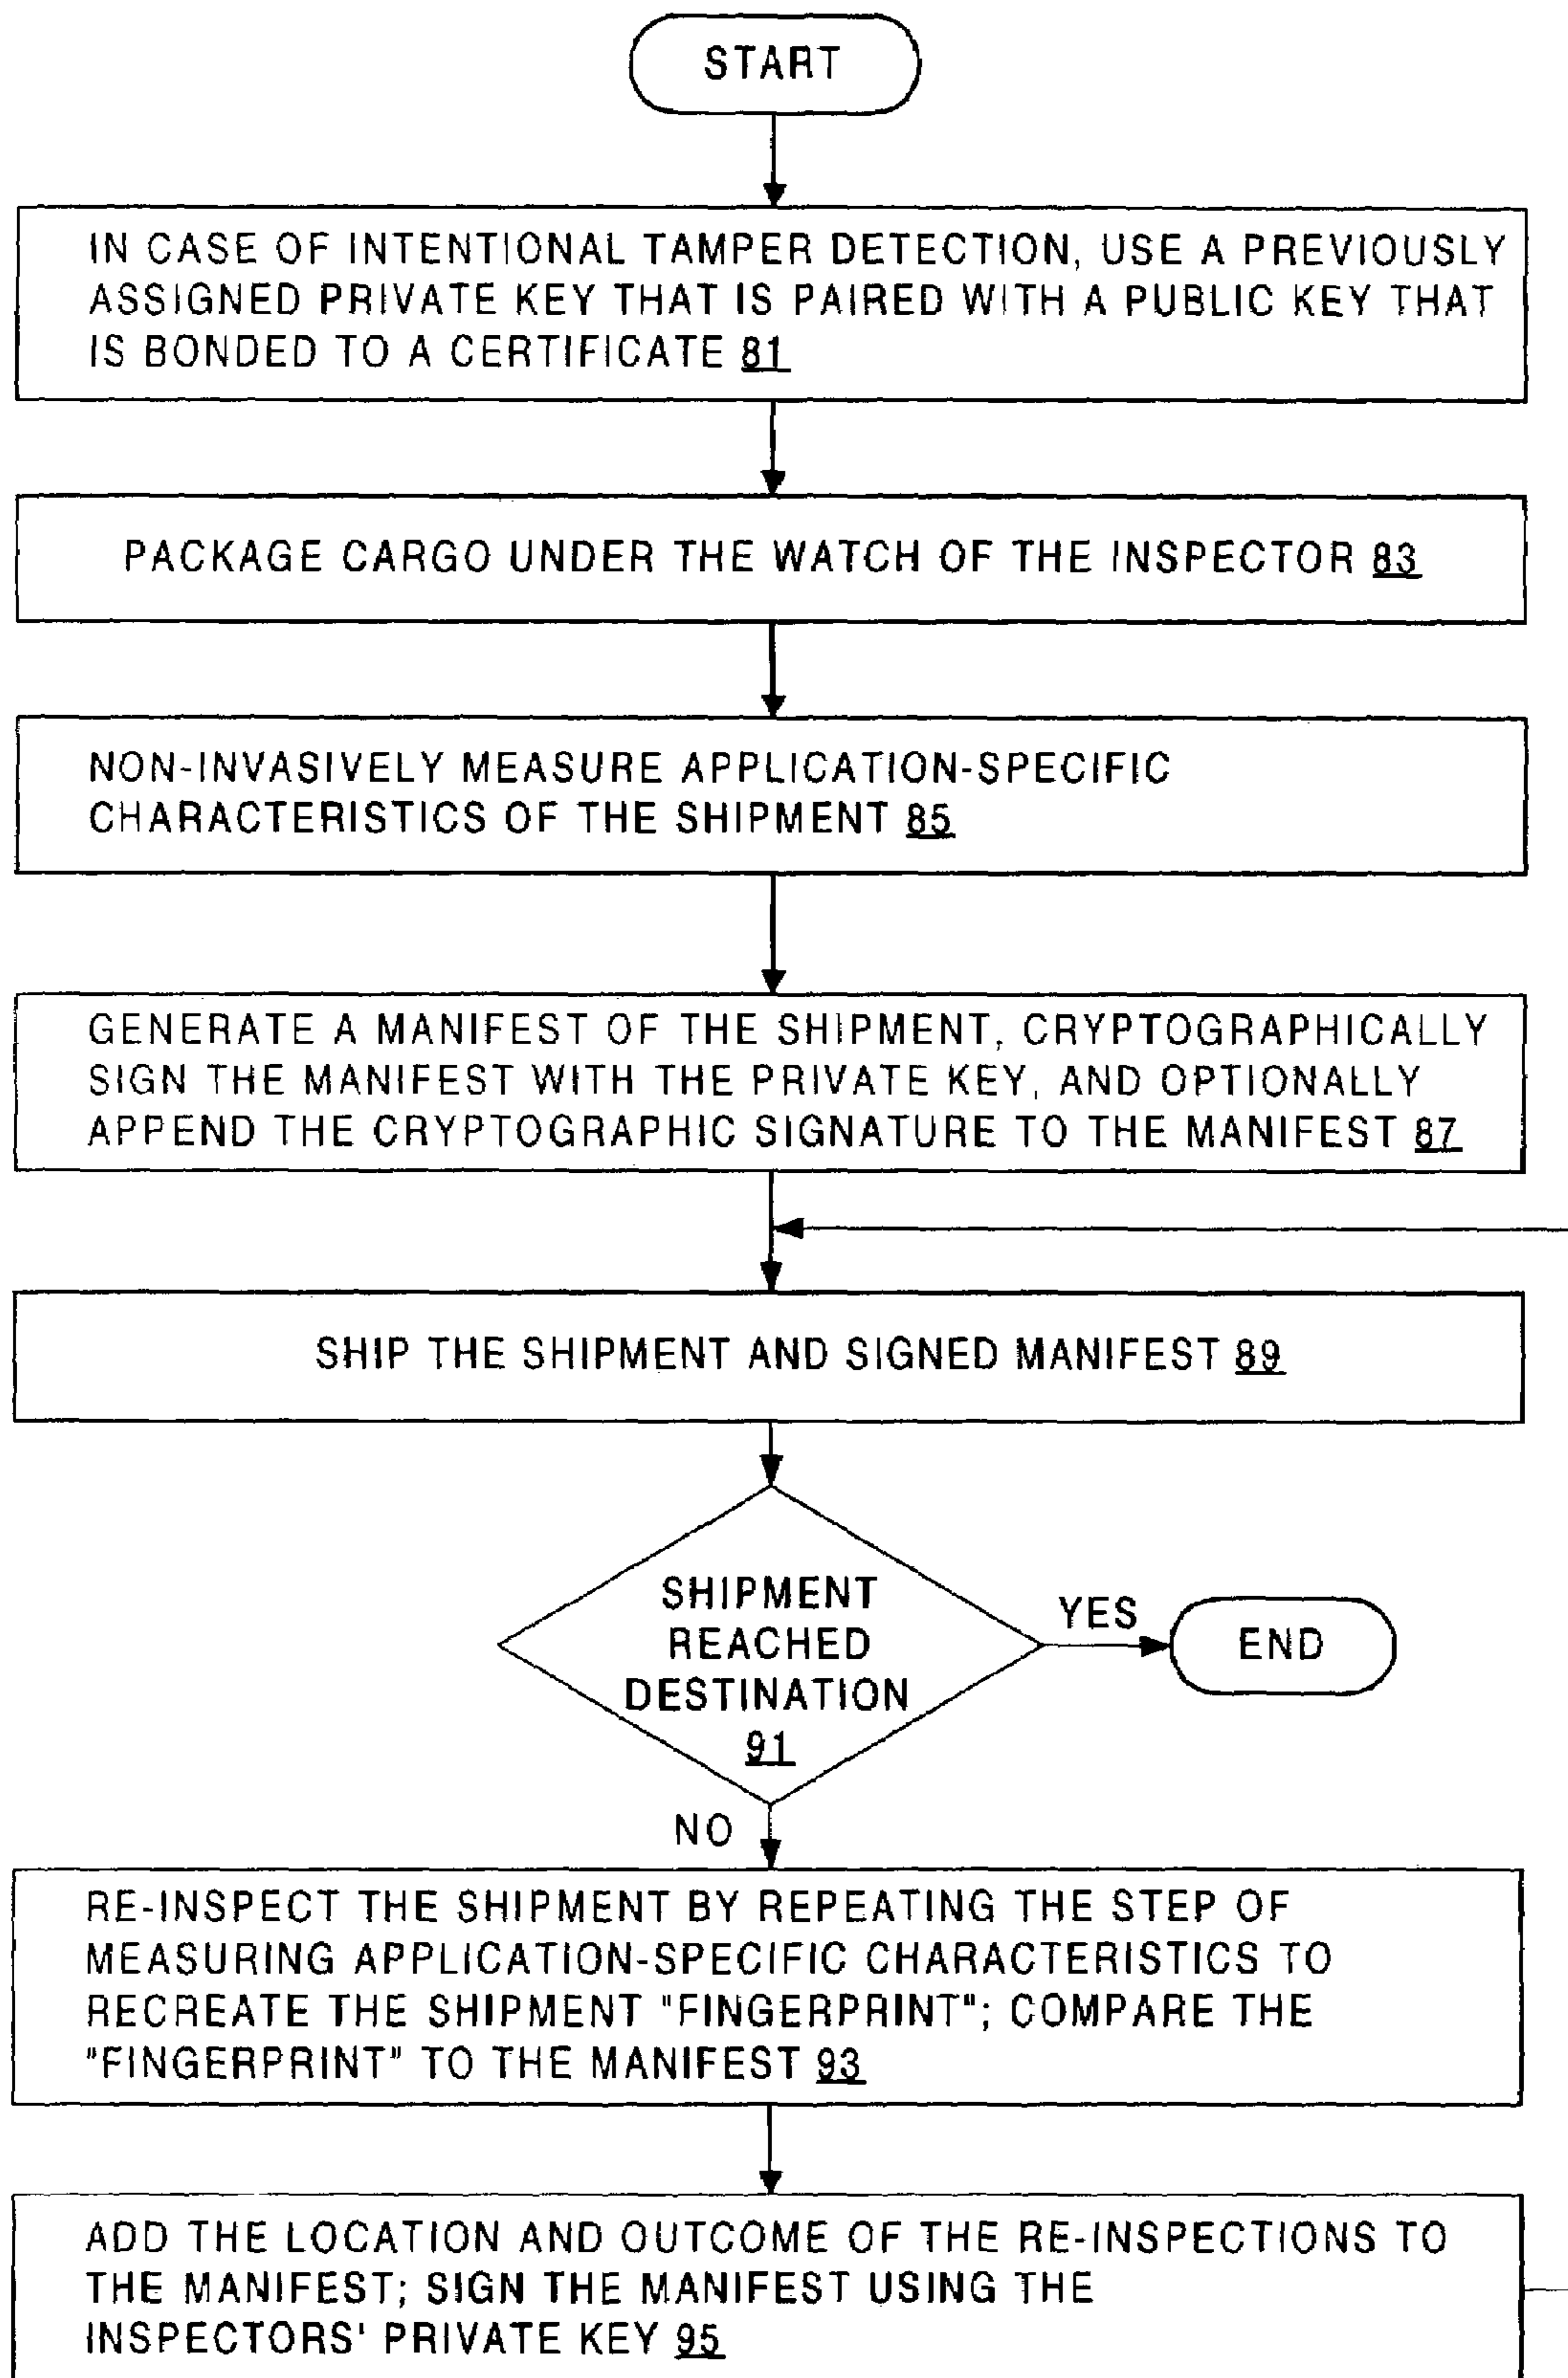 START
IN CASE OF INTENTIONAL TAMPER DETECTION, USE A PREVIOUSLY
ASSIGNED PRIVATE KEY THAT IS PAIRED WITH A PUBLIC KEY THAT
IS BONDED TO A CERTIFICATE 81
PACKAGE CARGO UNDER THE WATCH OF THE INSPECTOR 83
NON-INVASIVELY MEASURE APPLICATION-SPECIFIC
CHARACTERISTICS OF THE SHIPMENT 85
GENERATE A MANIFEST OF THE SHIPMENT, CRYPTOGRAPHICALLY
SIGN THE MANIFEST WITH THE PRIVATE KEY, AND OPTIONALLY
APPEND THE CRYPTOGRAPHIC SIGNATURE TO THE MANIFEST 87
SHIP THE SHIPMENT AND SIGNED MANIFEST 89
SHIPMENT
REACHED
DESTINATION
91
YES
END
NO
RE-INSPECT THE SHIPMENT BY REPEATING THE STEP OF
MEASURING APPLICATION-SPECIFIC CHARACTERISTICS TO
RECREATE THE SHIPMENT "FINGERPRINT"; COMPARE THE
"FINGERPRINT" TO THE MANIFEST 93
ADD THE LOCATION AND OUTCOME OF THE RE-INSPECTIONS TO
THE MANIFEST; SIGN THE MANIFEST USING THE
INSPECTORS' PRIVATE KEY 95